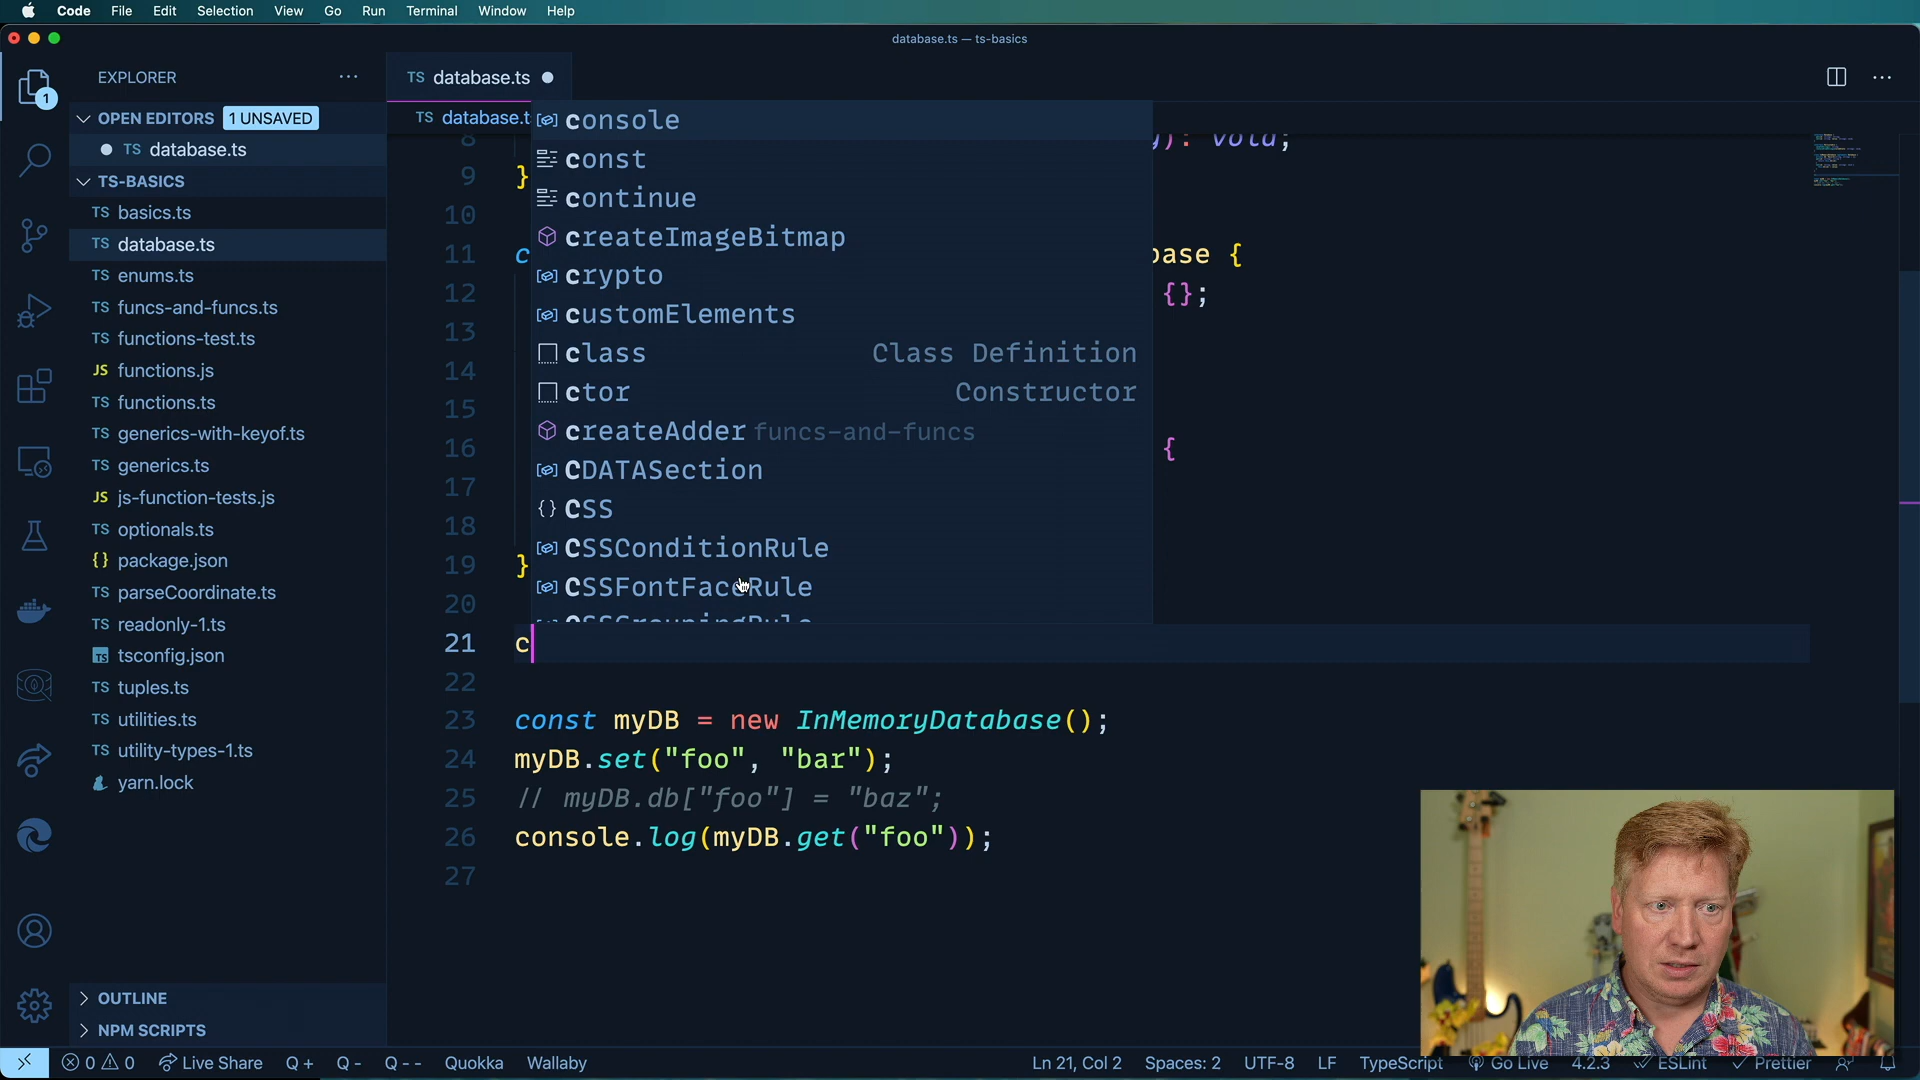 Code File Edit Selection View Go Run Terminal Window Help
database.ts — ts-basics
EXPLORER ···
TS database.ts
OPEN EDITORS 1 UNSAVED
TS database.ts
TS-BASICS
TS basics.ts
TS database.ts
TS enums.ts
TS funcs-and-funcs.ts
TS functions-test.ts
JS functions.js
TS functions.ts
TS generics-with-keyof.ts
TS generics.ts
JS js-function-tests.js
TS optionals.ts
{} package.json
TS parseCoordinate.ts
TS readonly-1.ts
TS tsconfig.json
TS tuples.ts
TS utilities.ts
TS utility-types-1.ts
yarn.lock
OUTLINE
NPM SCRIPTS
1
TS database.t
console
const
continue
createImageBitmap
crypto
customElements
class Class Definition
ctor Constructor
createAdder funcs-and-funcs
CDATASection
CSS
CSSConditionRule
CSSFontFaceRule
CSSGroupingRule
8 ): void;
9 }
10
11 c base {
12 {};
13
14
15
16 {
17
18
19 }
20
21 c
22
23 const myDB = new InMemoryDatabase();
24 myDB.set("foo", "bar");
25 // myDB.db["foo"] = "baz";
26 console.log(myDB.get("foo"));
27
0 0 Live Share Q + Q - Q - - Quokka Wallaby Ln 21, Col 2 Spaces: 2 UTF-8 LF TypeScript Go Live 4.2.3 ESLint Prettier